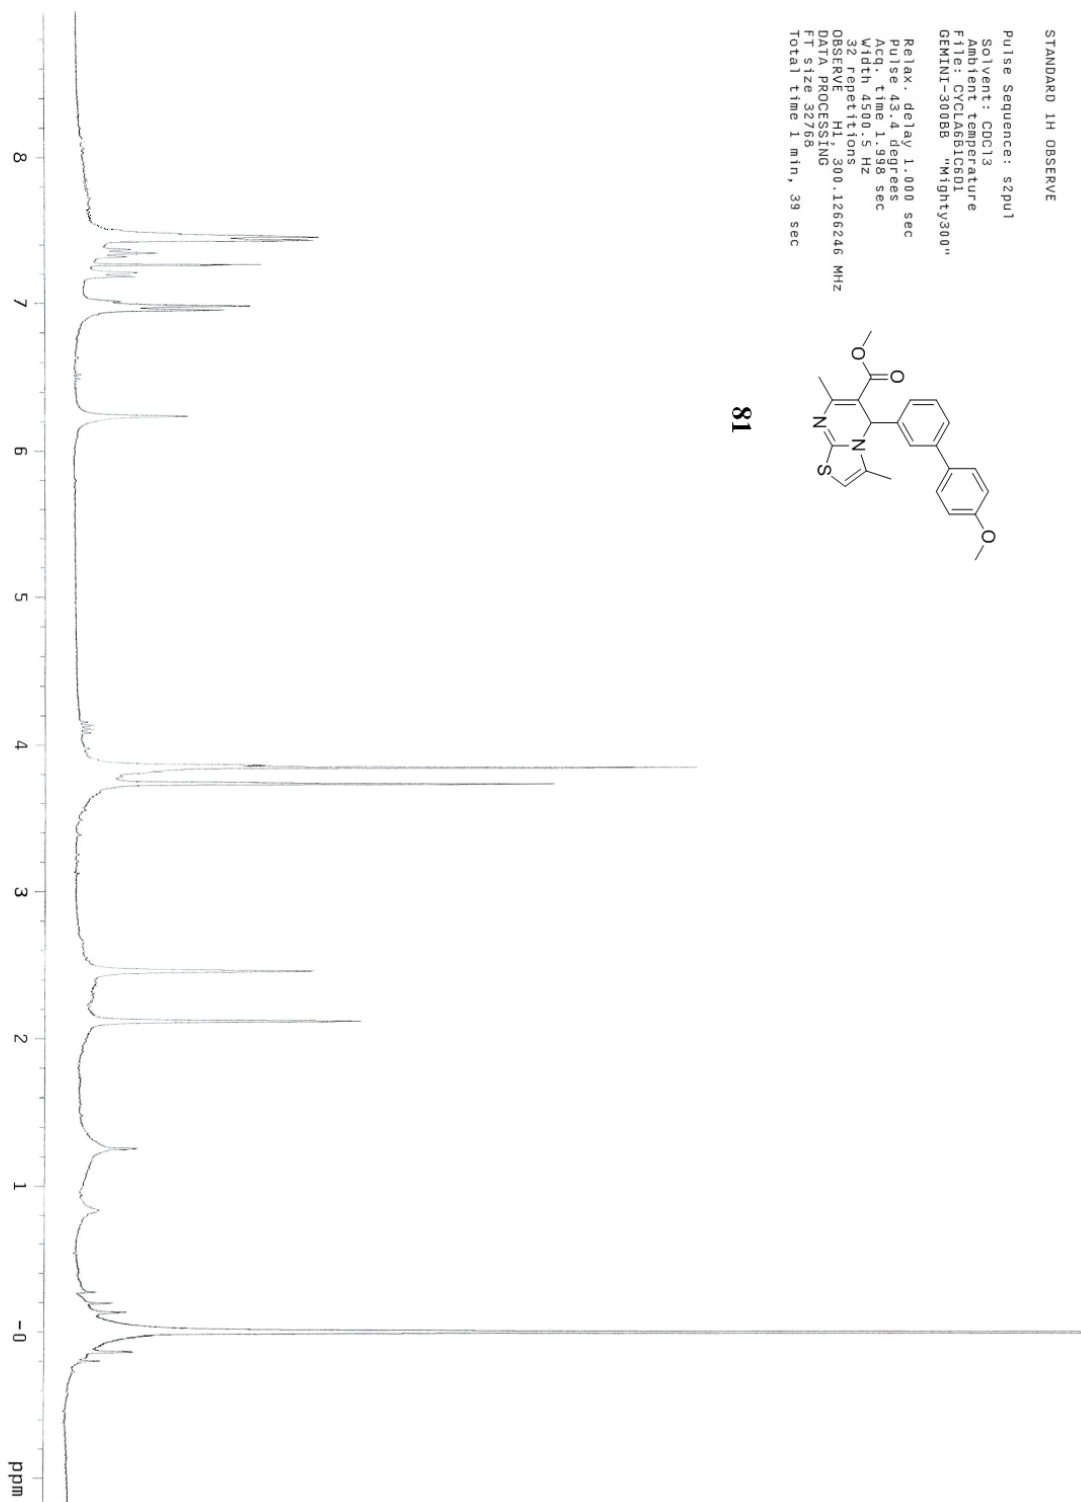 STANDARD 1H OBSERVE
Pulse Sequence: s2pul
Solvent: CDCl3
Ambient temperature
File: CYCLA6B1C6D1
GEMINI-300BB "Mighty300"
Relax. delay 1.000 sec
Pulse 43.4 degrees
Acq. time 1.998 sec
Width 4500.5 Hz
32 repetitions
OBSERVE H1, 300.1266246 MHz
DATA PROCESSING
FT size 32768
Total time 1 min, 39 sec
O
O
N
N
S
O
81
8 7 6 5 4 3 2 1 -0 ppm